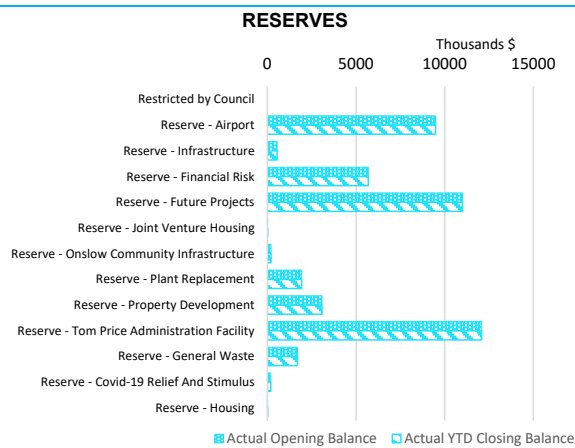 RESERVES
Thousands $
0 5000 10000 15000
Restricted by Council
Reserve - Airport
Reserve - Infrastructure
Reserve - Financial Risk
Reserve - Future Projects
Reserve - Joint Venture Housing
Reserve - Onslow Community Infrastructure
Reserve - Plant Replacement
Reserve - Property Development
Reserve - Tom Price Administration Facility
Reserve - General Waste
Reserve - Covid-19 Relief And Stimulus
Reserve - Housing
Actual Opening Balance Actual YTD Closing Balance